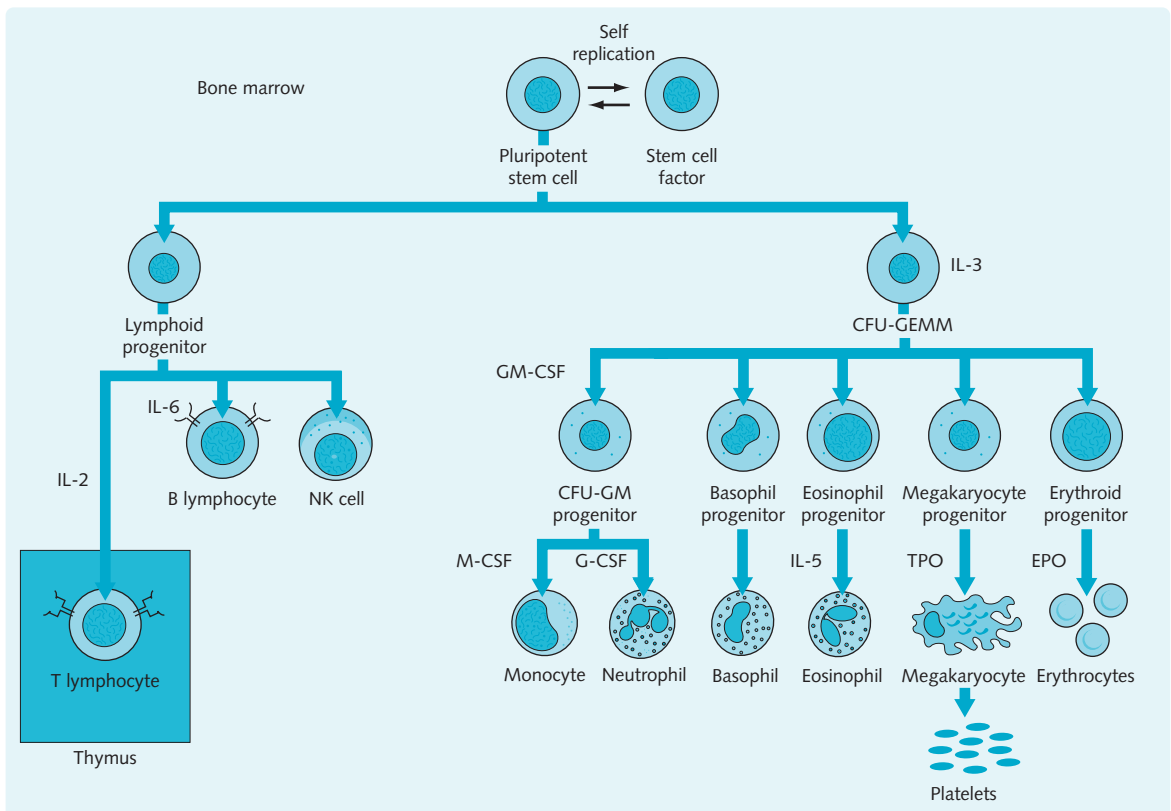 Self
replication
Bone marrow
Pluripotent
stem cell
Stem cell
factor
IL-3
Lymphoid
progenitor
CFU-GEMM
GM-CSF
IL-6
IL-2
B lymphocyte
NK cell
CFU-GM
progenitor
Basophil
progenitor
Eosinophil
progenitor
Megakaryocyte
progenitor
Erythroid
progenitor
M-CSF
G-CSF
IL-5
TPO
EPO
T lymphocyte
Monocyte
Neutrophil
Basophil
Eosinophil
Megakaryocyte
Erythrocytes
Thymus
Platelets